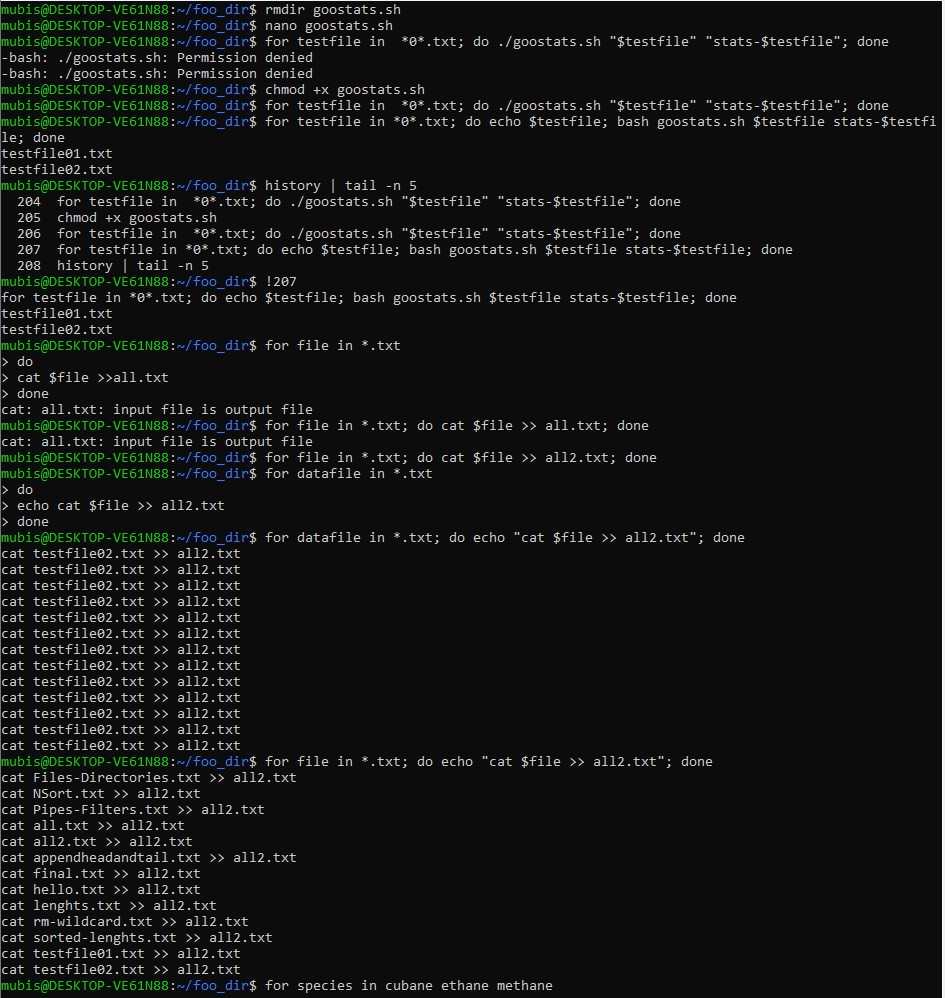 mubis@DESKTOP-VE61N88:~/foo_dir$ rmdir goostats.sh
mubis@DESKTOP-VE61N88:~/foo_dir$ nano goostats.sh
mubis@DESKTOP-VE61N88:~/foo_dir$ for testfile in  *0*.txt; do ./goostats.sh "$testfile" "stats-$testfile"; done
-bash: ./goostats.sh: Permission denied
-bash: ./goostats.sh: Permission denied
mubis@DESKTOP-VE61N88:~/foo_dir$ chmod +x goostats.sh
mubis@DESKTOP-VE61N88:~/foo_dir$ for testfile in  *0*.txt; do ./goostats.sh "$testfile" "stats-$testfile"; done
mubis@DESKTOP-VE61N88:~/foo_dir$ for testfile in *0*.txt; do echo $testfile; bash goostats.sh $testfile stats-$testfi
le; done
testfile01.txt
testfile02.txt
mubis@DESKTOP-VE61N88:~/foo_dir$ history | tail -n 5
  204  for testfile in  *0*.txt; do ./goostats.sh "$testfile" "stats-$testfile"; done
  205  chmod +x goostats.sh
  206  for testfile in  *0*.txt; do ./goostats.sh "$testfile" "stats-$testfile"; done
  207  for testfile in *0*.txt; do echo $testfile; bash goostats.sh $testfile stats-$testfile; done
  208  history | tail -n 5
mubis@DESKTOP-VE61N88:~/foo_dir$ !207
for testfile in *0*.txt; do echo $testfile; bash goostats.sh $testfile stats-$testfile; done
testfile01.txt
testfile02.txt
mubis@DESKTOP-VE61N88:~/foo_dir$ for file in *.txt
> do
> cat $file >>all.txt
> done
cat: all.txt: input file is output file
mubis@DESKTOP-VE61N88:~/foo_dir$ for file in *.txt; do cat $file >> all.txt; done
cat: all.txt: input file is output file
mubis@DESKTOP-VE61N88:~/foo_dir$ for file in *.txt; do cat $file >> all2.txt; done
mubis@DESKTOP-VE61N88:~/foo_dir$ for datafile in *.txt
> do
> echo cat $file >> all2.txt
> done
mubis@DESKTOP-VE61N88:~/foo_dir$ for datafile in *.txt; do echo "cat $file >> all2.txt"; done
cat testfile02.txt >> all2.txt
cat testfile02.txt >> all2.txt
cat testfile02.txt >> all2.txt
cat testfile02.txt >> all2.txt
cat testfile02.txt >> all2.txt
cat testfile02.txt >> all2.txt
cat testfile02.txt >> all2.txt
cat testfile02.txt >> all2.txt
cat testfile02.txt >> all2.txt
cat testfile02.txt >> all2.txt
cat testfile02.txt >> all2.txt
cat testfile02.txt >> all2.txt
cat testfile02.txt >> all2.txt
mubis@DESKTOP-VE61N88:~/foo_dir$ for file in *.txt; do echo "cat $file >> all2.txt"; done
cat Files-Directories.txt >> all2.txt
cat NSort.txt >> all2.txt
cat Pipes-Filters.txt >> all2.txt
cat all.txt >> all2.txt
cat all2.txt >> all2.txt
cat appendheadandtail.txt >> all2.txt
cat final.txt >> all2.txt
cat hello.txt >> all2.txt
cat lenghts.txt >> all2.txt
cat rm-wildcard.txt >> all2.txt
cat sorted-lenghts.txt >> all2.txt
cat testfile01.txt >> all2.txt
cat testfile02.txt >> all2.txt
mubis@DESKTOP-VE61N88:~/foo_dir$ for species in cubane ethane methane